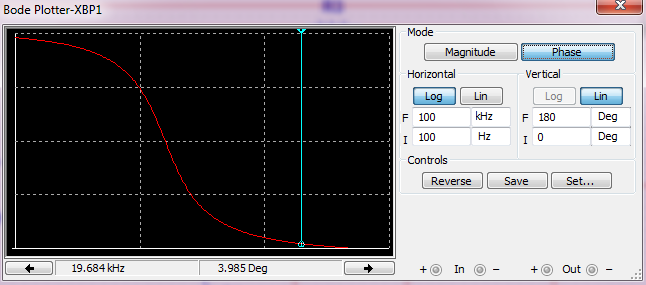 Bode Plotter-XBP1
Mode
Magnitude Phase
Horizontal Vertical
Log Lin Log Lin
F 100 kHz F 180 Deg
I 100 Hz I 0 Deg
Controls
Reverse Save Set...
19.684 kHz 3.985 Deg
+ In − + Out −